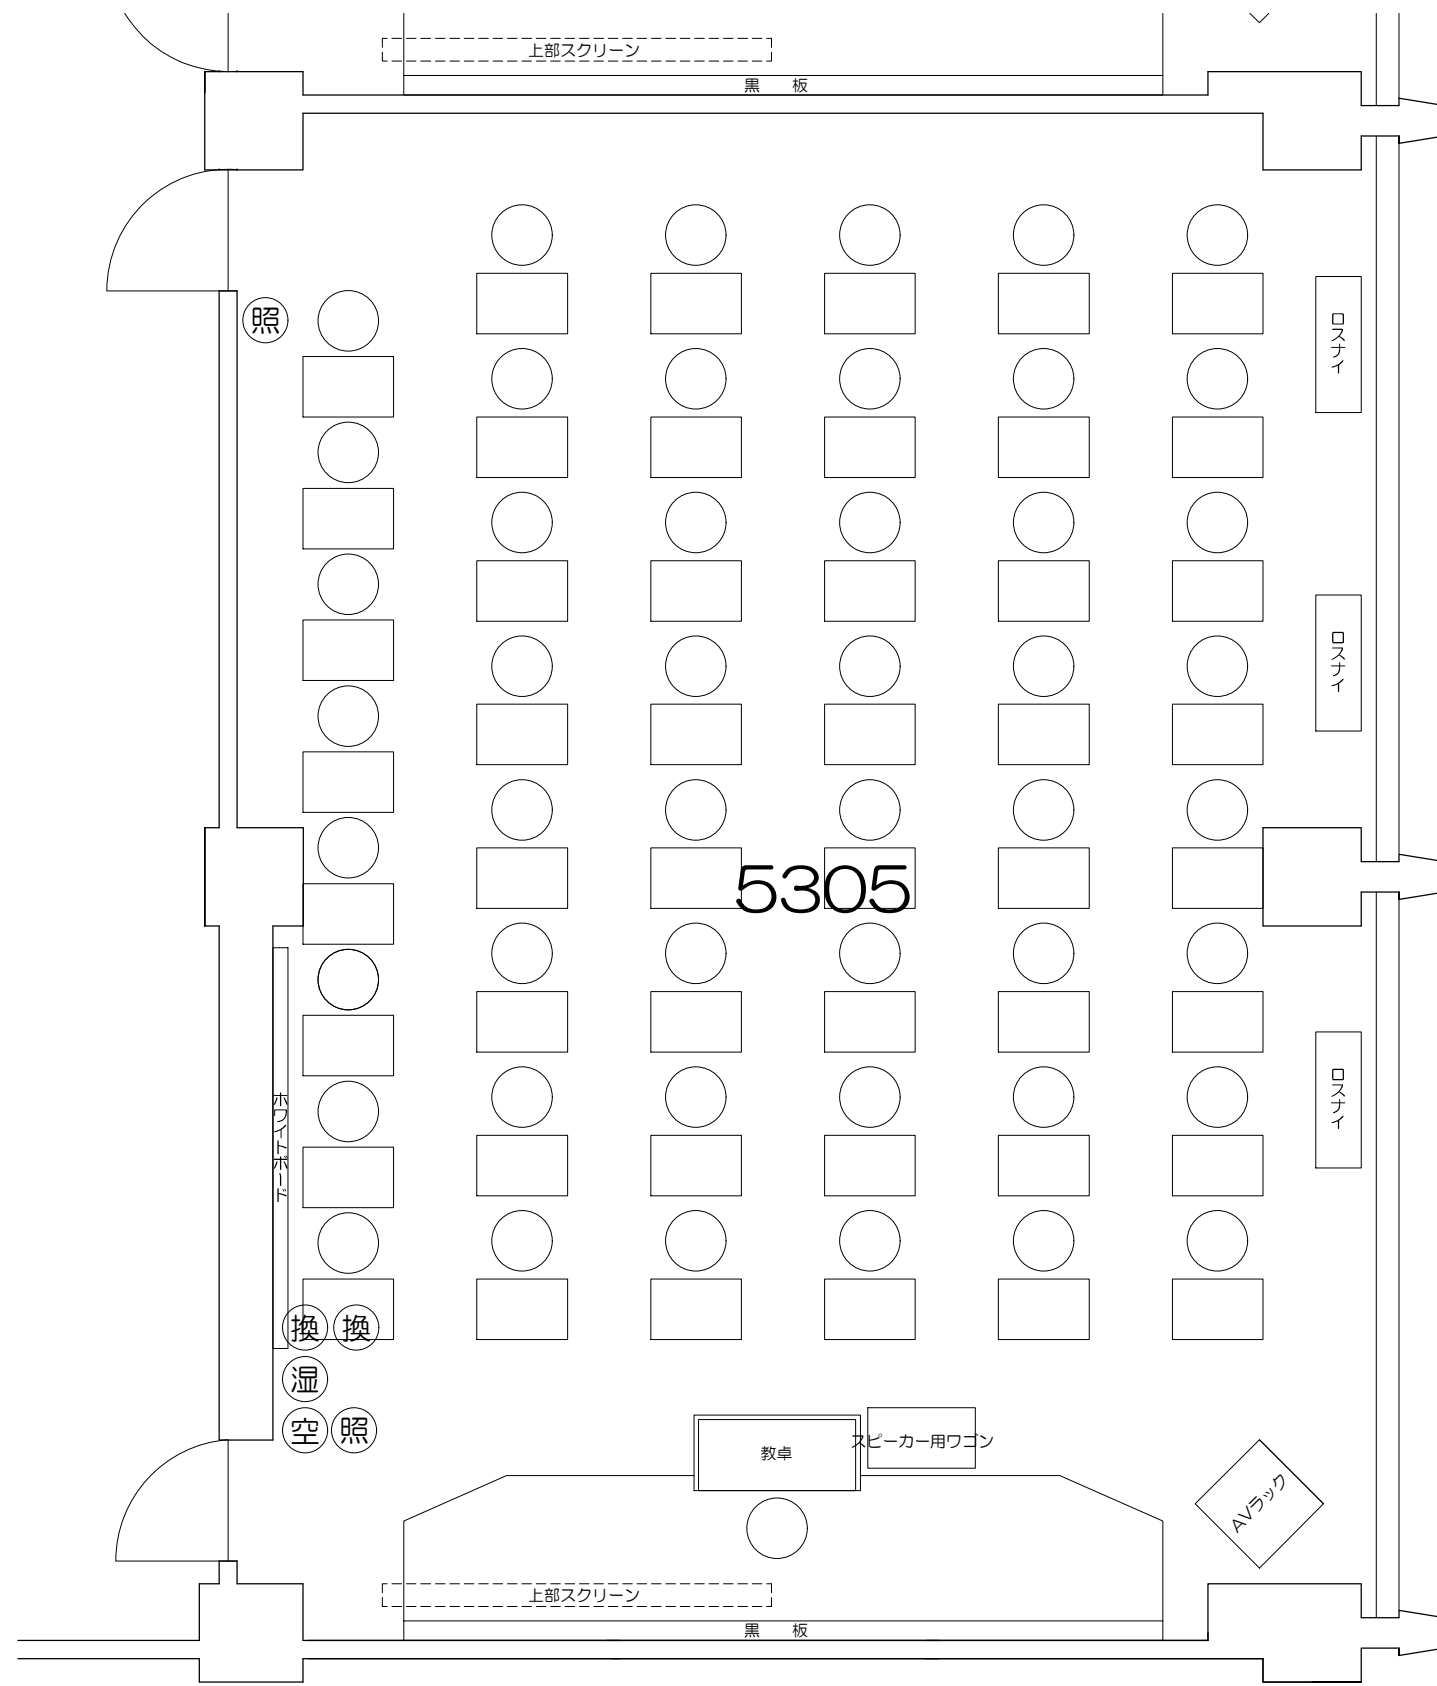 上部スクリーン
黒 板
照
ロスナイ
ロスナイ
5305
ロスナイ
ホワイトボード
換 換
湿
空 照
教卓
スピーカー用ワゴン
AVラック
上部スクリーン
黒 板